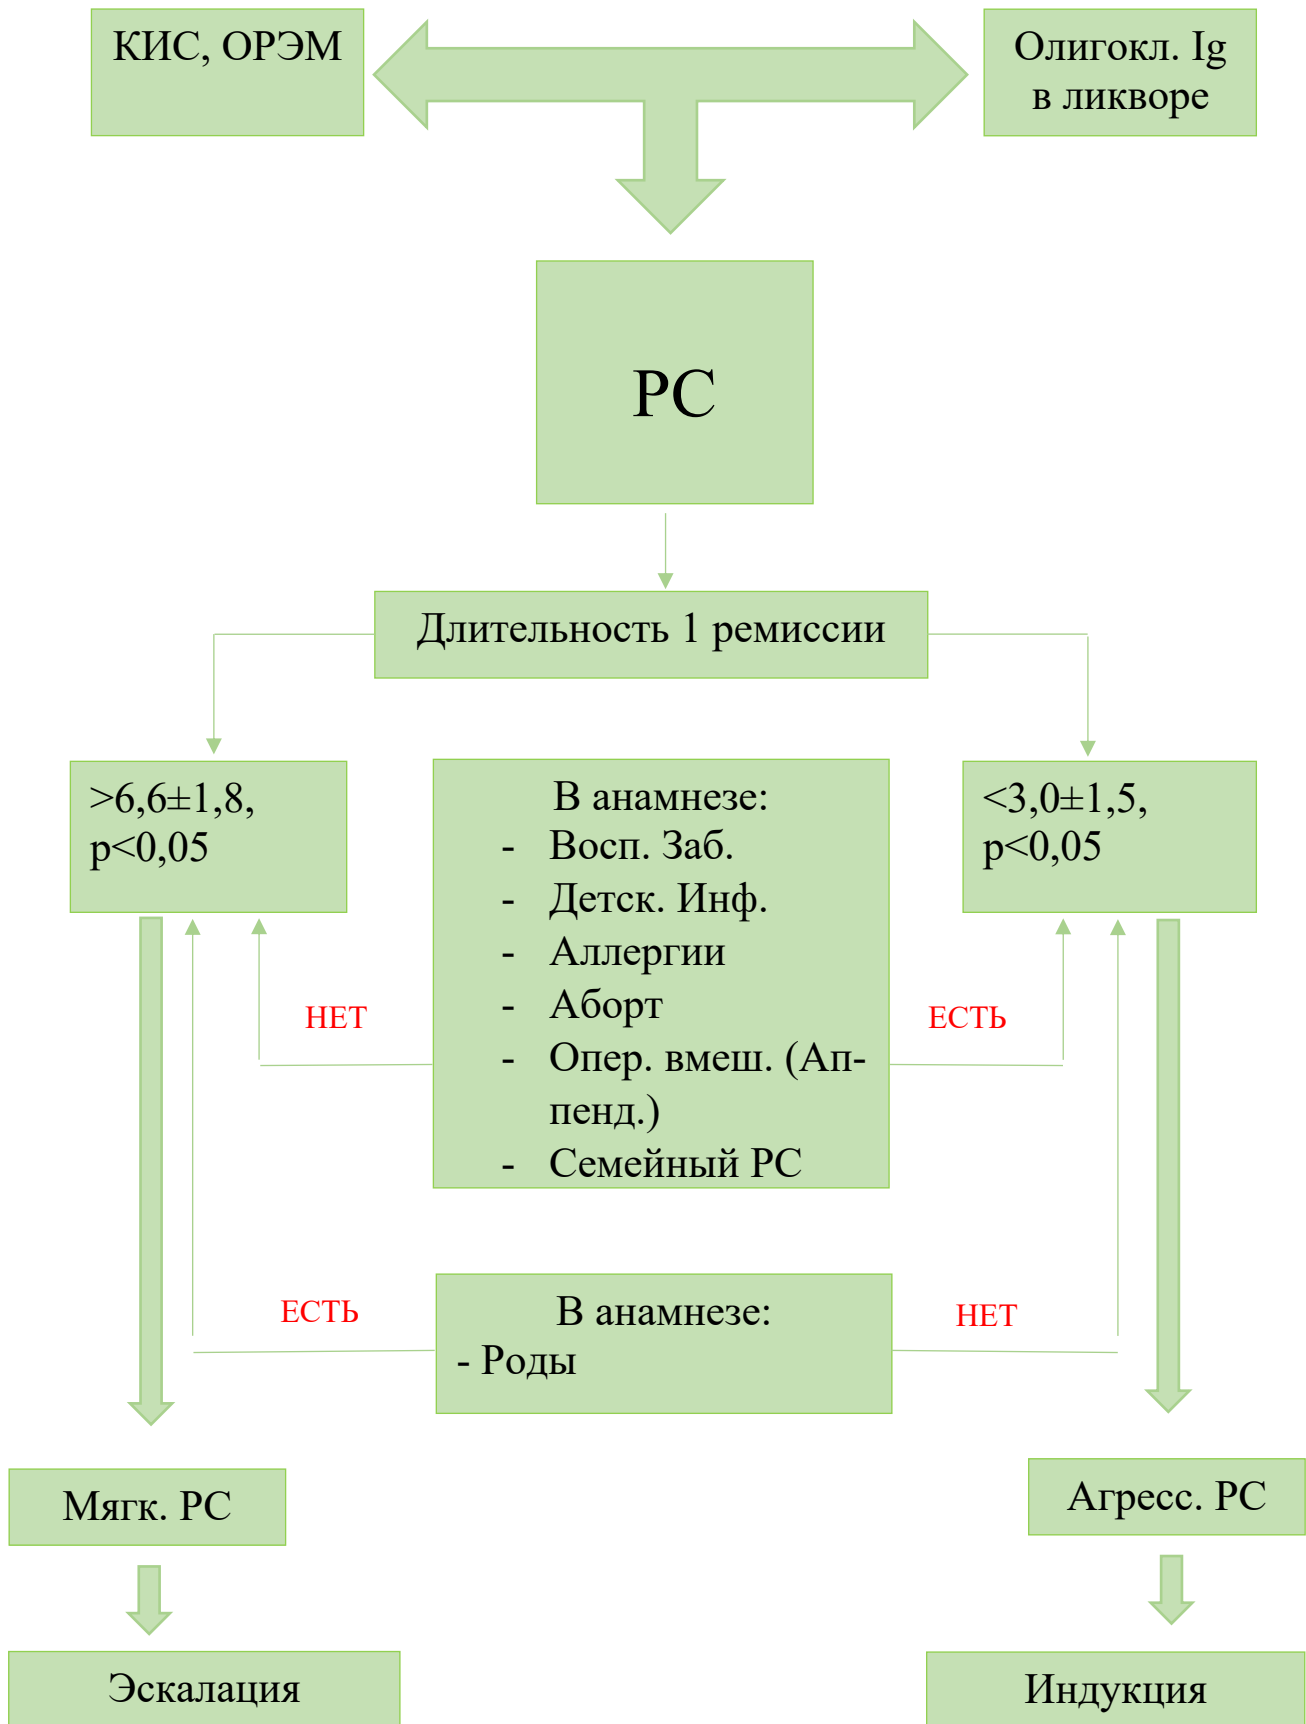 КИС, ОРЭМ
Олигокл. Ig
в ликворе
РС
Длительность 1 ремиссии
>6,6±1,8,
p<0,05
В анамнезе:
- Восп. Заб.
- Детск. Инф.
- Аллергии
- Аборт
- Опер. вмеш. (Ап-
пенд.)
- Семейный РС
<3,0±1,5,
p<0,05
НЕТ
ЕСТЬ
ЕСТЬ
В анамнезе:
- Роды
НЕТ
Мягк. РС
Агресс. РС
Эскалация
Индукция